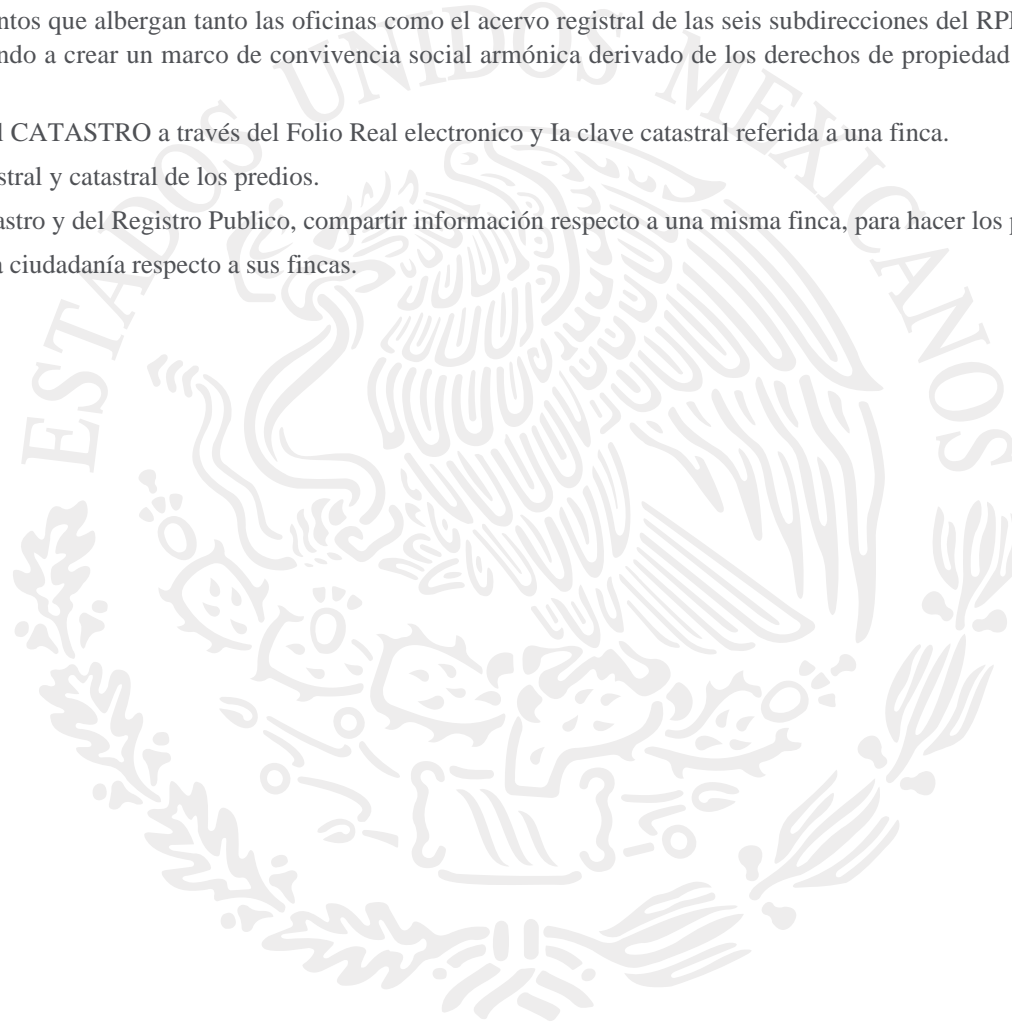 ntos que albergan tanto las oficinas como el acervo registral de las seis subdirecciones del
ndo a crear un marco de convivencia social armónica derivado de los derechos de propiedad
l CATASTRO a través del Folio Real electronico y Ia clave catastral referida a una finca.
stral y catastral de los predios.
astro y del Registro Publico, compartir información respecto a una misma finca, para hacer los
a ciudadanía respecto a sus fincas.
ESTADOS UNIDOS MEXICANOS